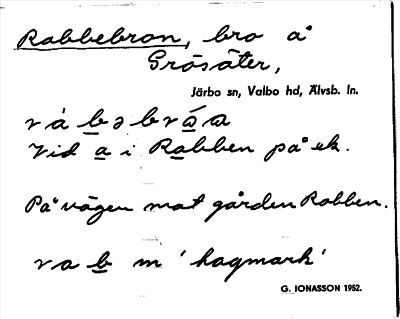 Rabbebron, bro å
Grösäter,
Järbo sn, Valbo hd, Älvsb. ln.
Vid a i Rabben på ek.
På vägen mot gården Rabben.
rab m 'hagmark'
G. JONASSON 1952.